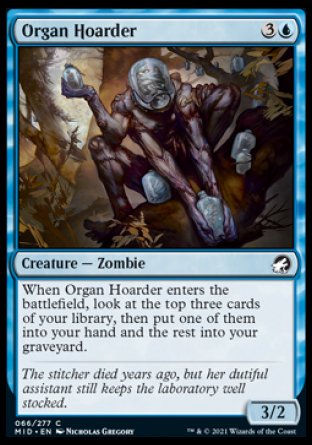 Organ Hoarder 3
Creature — Zombie
When Organ Hoarder enters the
battlefield, look at the top three cards
of your library, then put one of them
into your hand and the rest into your
graveyard.
The stitcher died years ago, but her dutiful
assistant still keeps the laboratory well
stocked.
3/2
066/277 C
MID • EN Nicholas Gregory
™ & © 2021 Wizards of the Coast